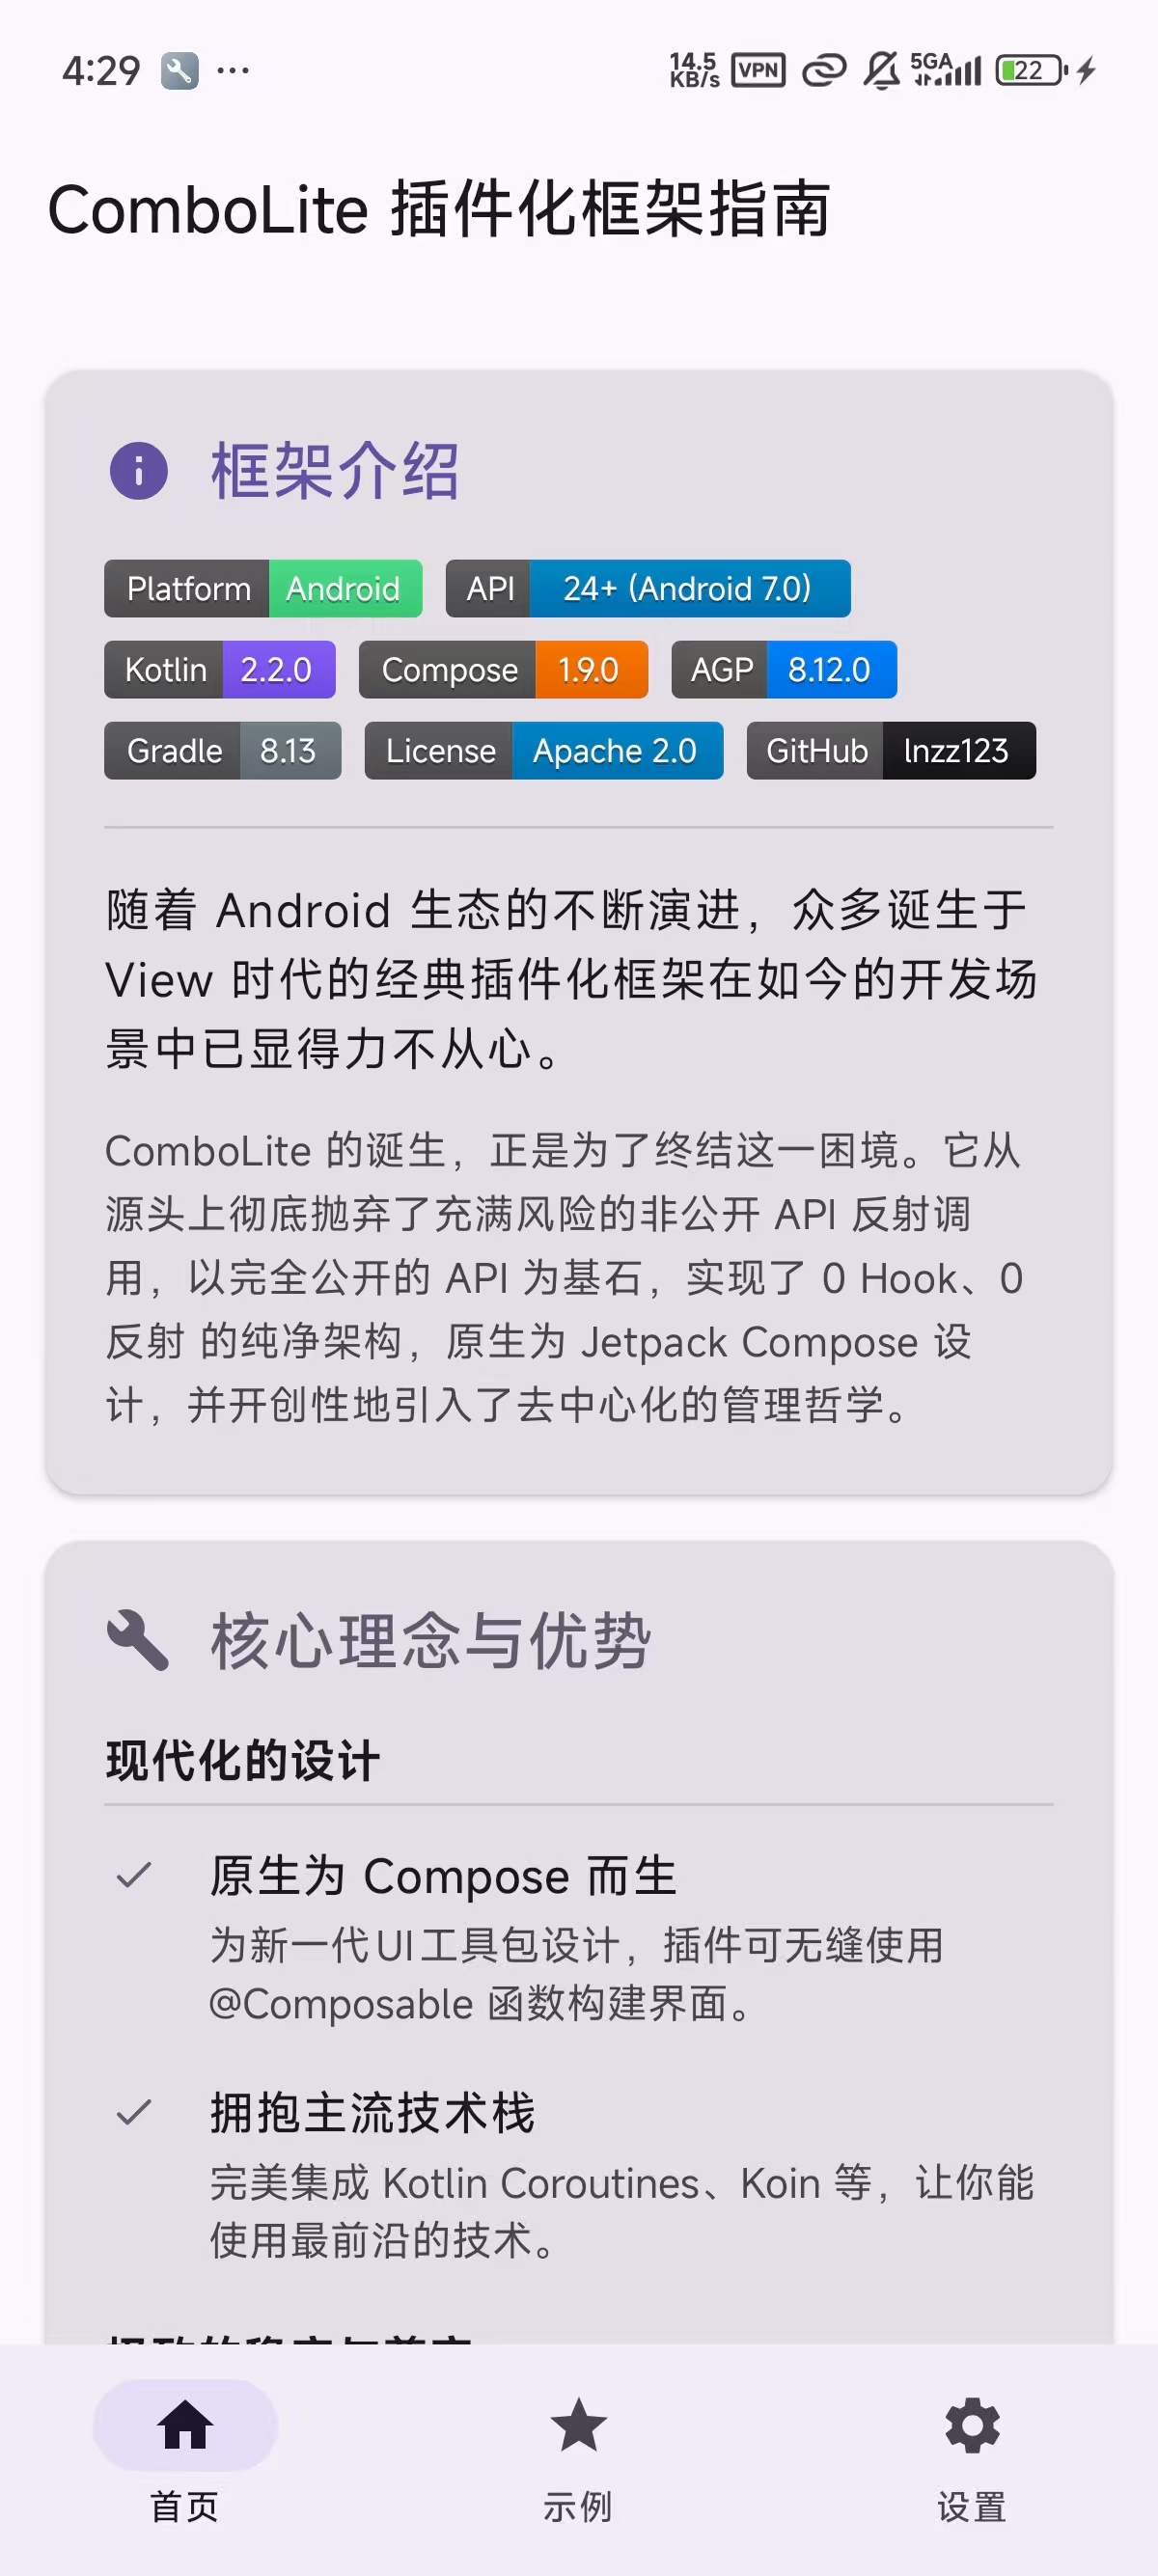 4:29 ... 14.5 KB/s VPN 5GA 22
ComboLite 插件化框架指南
框架介绍
Platform Android API 24+ (Android 7.0)
Kotlin 2.2.0 Compose 1.9.0 AGP 8.12.0
Gradle 8.13 License Apache 2.0 GitHub lnzz123
随着 Android 生态的不断演进，众多诞生于
View 时代的经典插件化框架在如今的开发场
景中已显得力不从心。
ComboLite 的诞生，正是为了终结这一困境。它从
源头上彻底抛弃了充满风险的非公开 API 反射调
用，以完全公开的 API 为基石，实现了 0 Hook、0
反射 的纯净架构，原生为 Jetpack Compose 设
计，并开创性地引入了去中心化的管理哲学。
核心理念与优势
现代化的设计
原生为 Compose 而生
为新一代UI工具包设计，插件可无缝使用
@Composable 函数构建界面。
拥抱主流技术栈
完美集成 Kotlin Coroutines、Koin 等，让你能
使用最前沿的技术。
首页 示例 设置